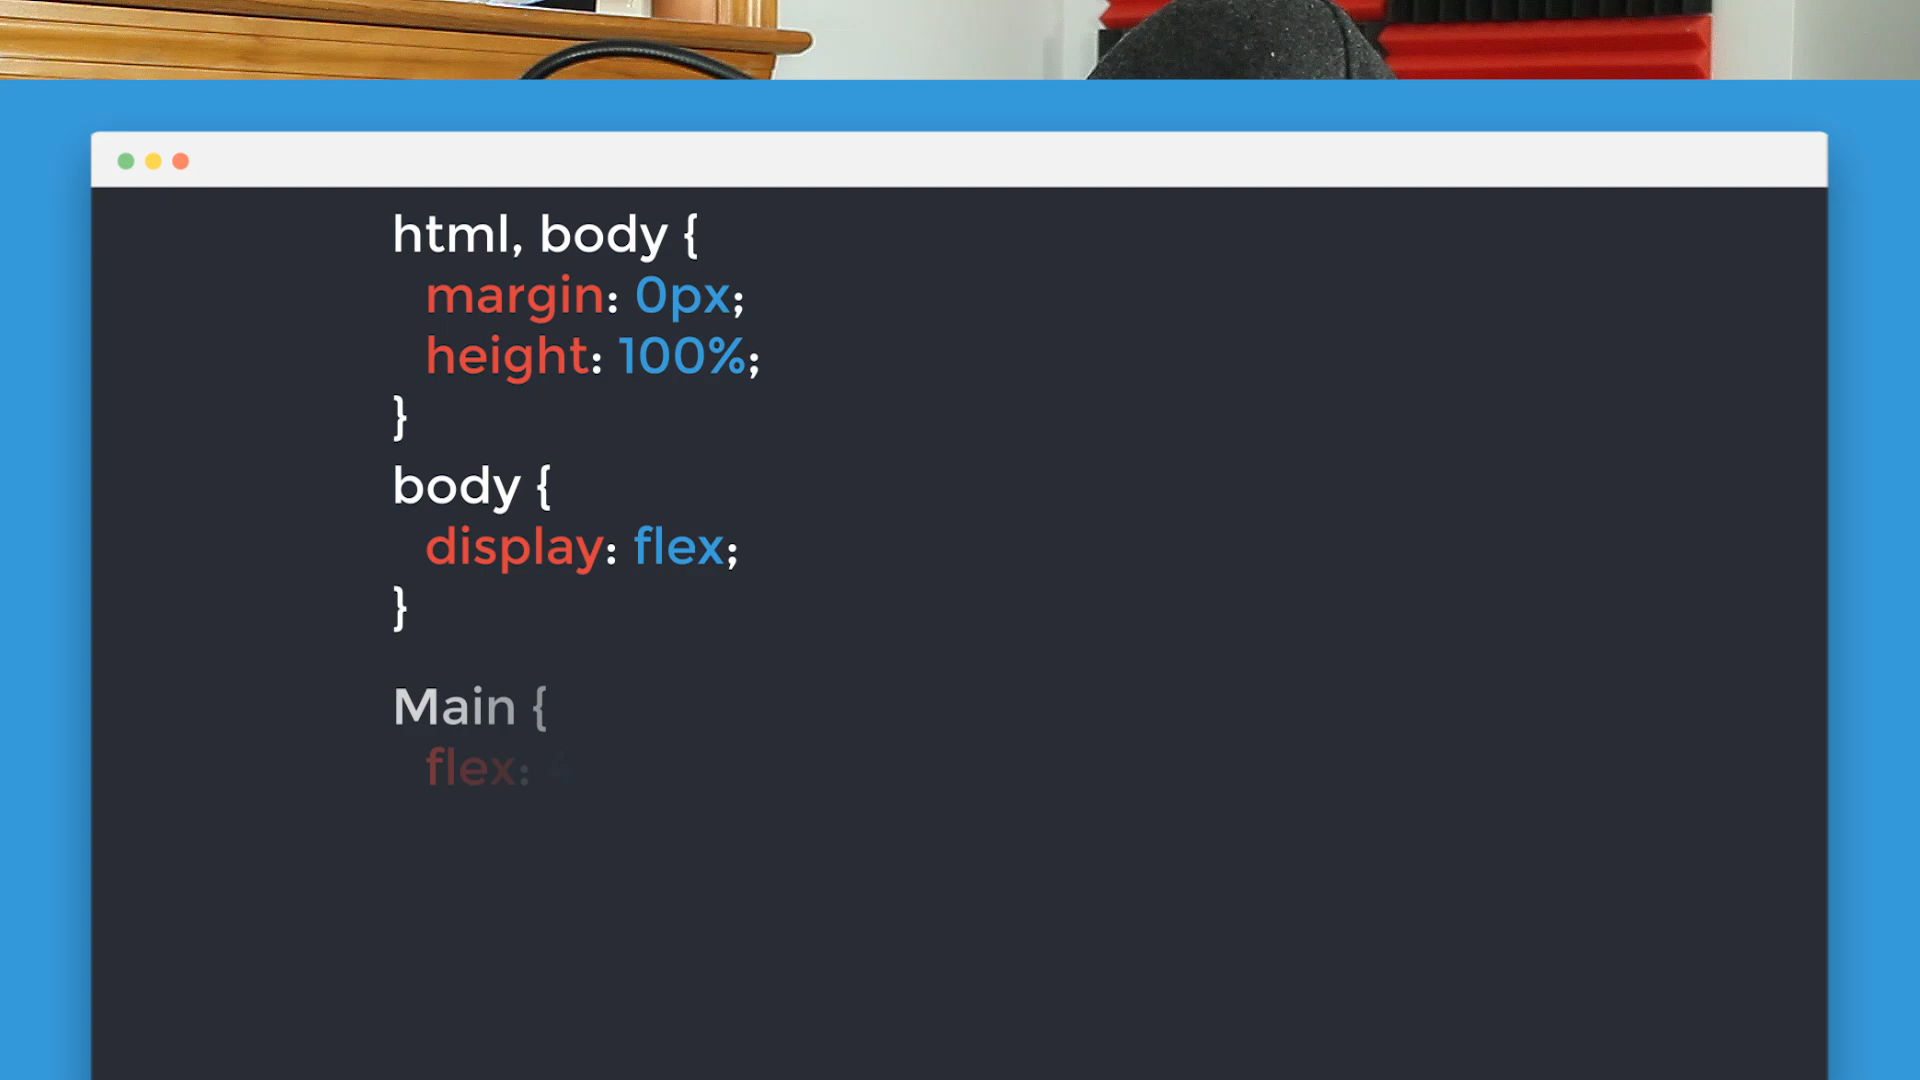 html, body {
margin: 0px;
height: 100%;
}
body {
display: flex;
}
Main {
flex: